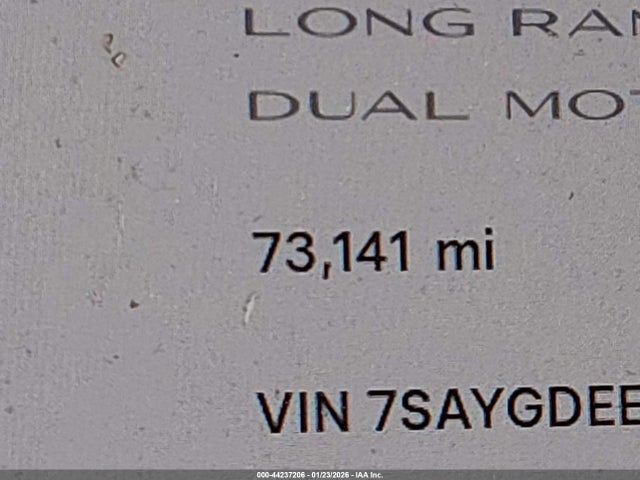 LONG RAN
DUAL MOT
73,141 mi
VIN 7SAYGDEE
000-44237206 - 01/23/2026 - IAA Inc.